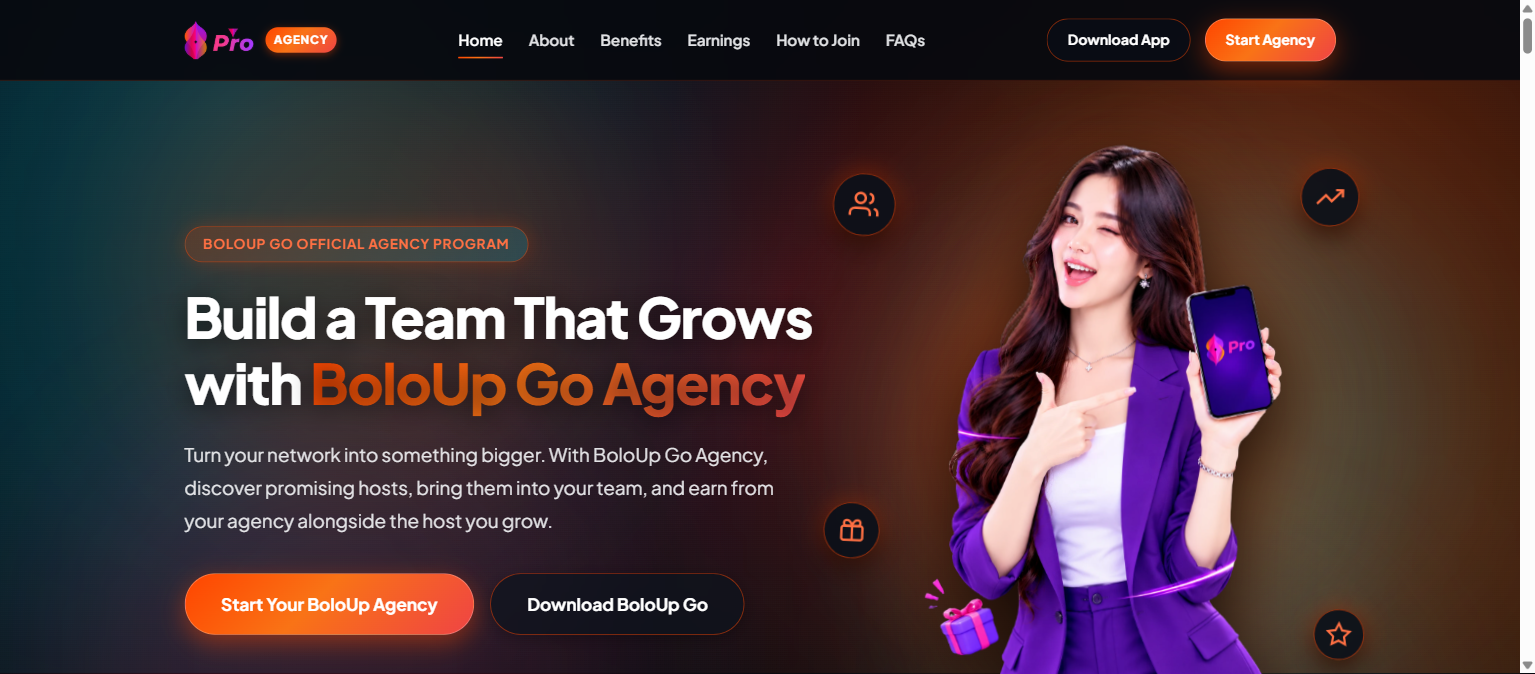 Pro AGENCY
Home About Benefits Earnings How to Join FAQs
Download App Start Agency
BOLOUP GO OFFICIAL AGENCY PROGRAM
Build a Team That Grows
with BoloUp Go Agency
Turn your network into something bigger. With BoloUp Go Agency,
discover promising hosts, bring them into your team, and earn from
your agency alongside the host you grow.
Start Your BoloUp Agency Download BoloUp Go
Pro